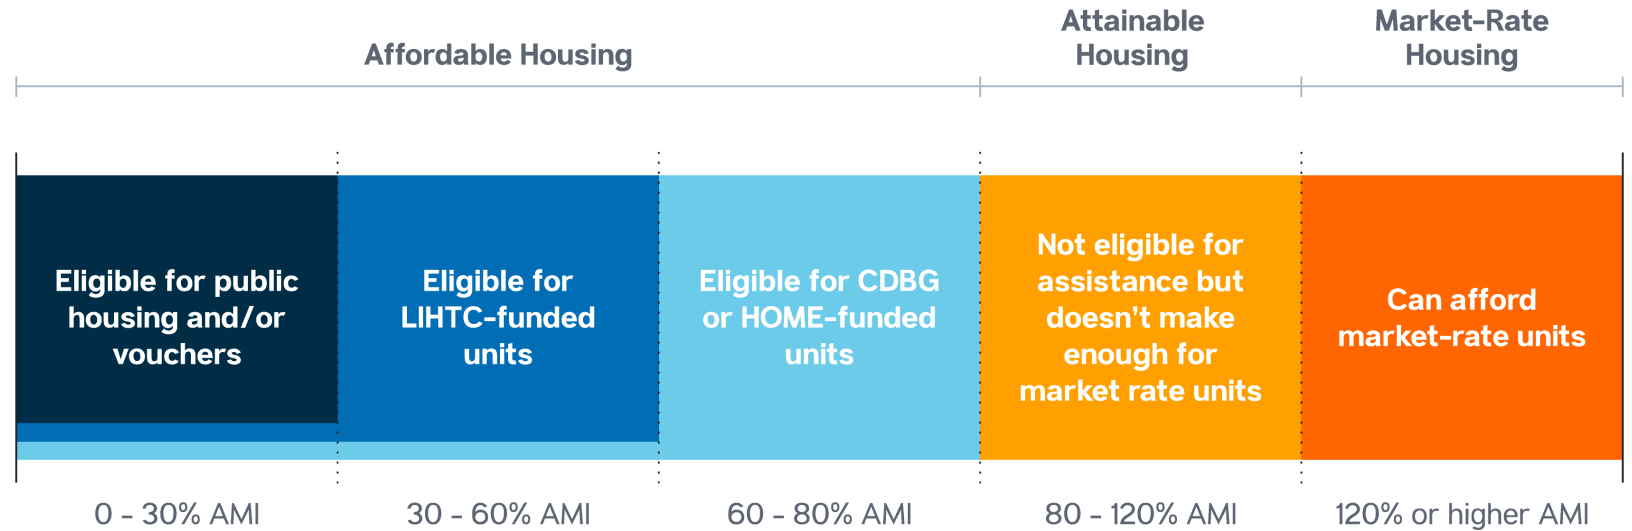 Affordable Housing
Attainable
Housing
Market-Rate
Housing
Eligible for public
housing and/or
vouchers
Eligible for
LIHTC-funded
units
Eligible for CDBG
or HOME-funded
units
Not eligible for
assistance but
doesn't make
enough for
market rate units
Can afford
market-rate units
0 - 30% AMI
30 - 60% AMI
60 - 80% AMI
80 - 120% AMI
120% or higher AMI